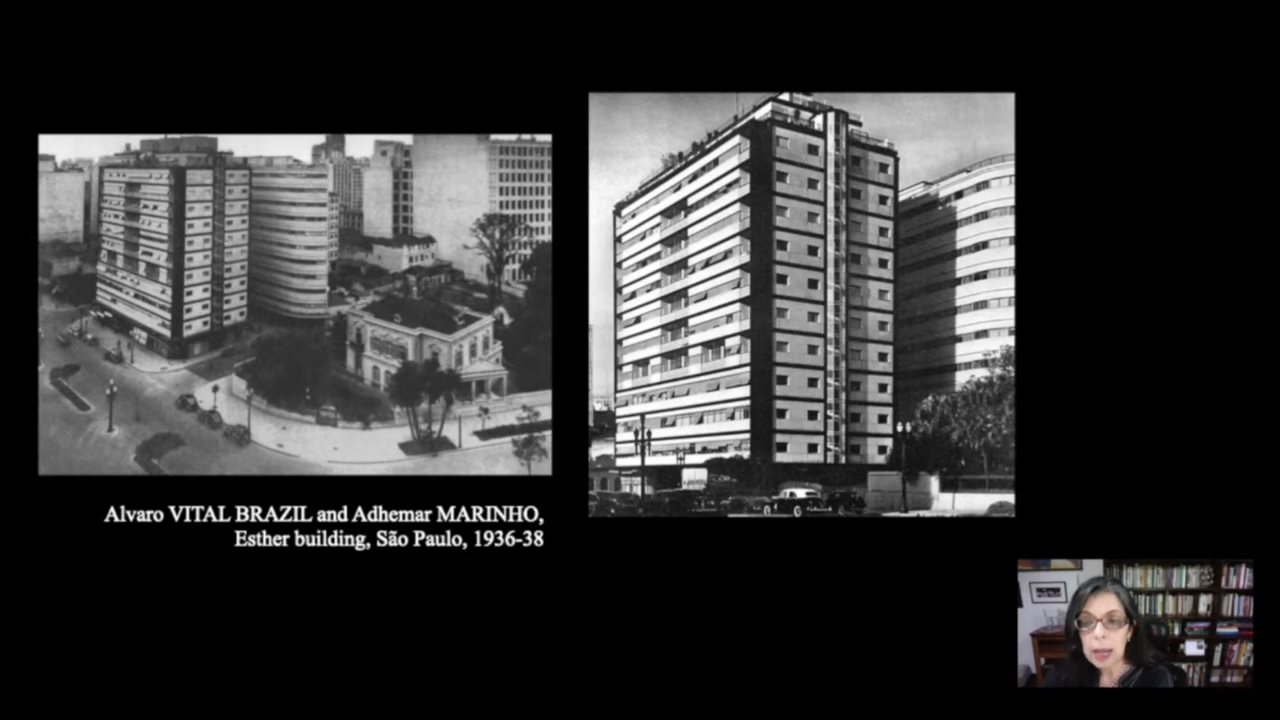 Alvaro VITAL BRAZIL and Adhemar MARINHO,
Esther building, São Paulo, 1936-38